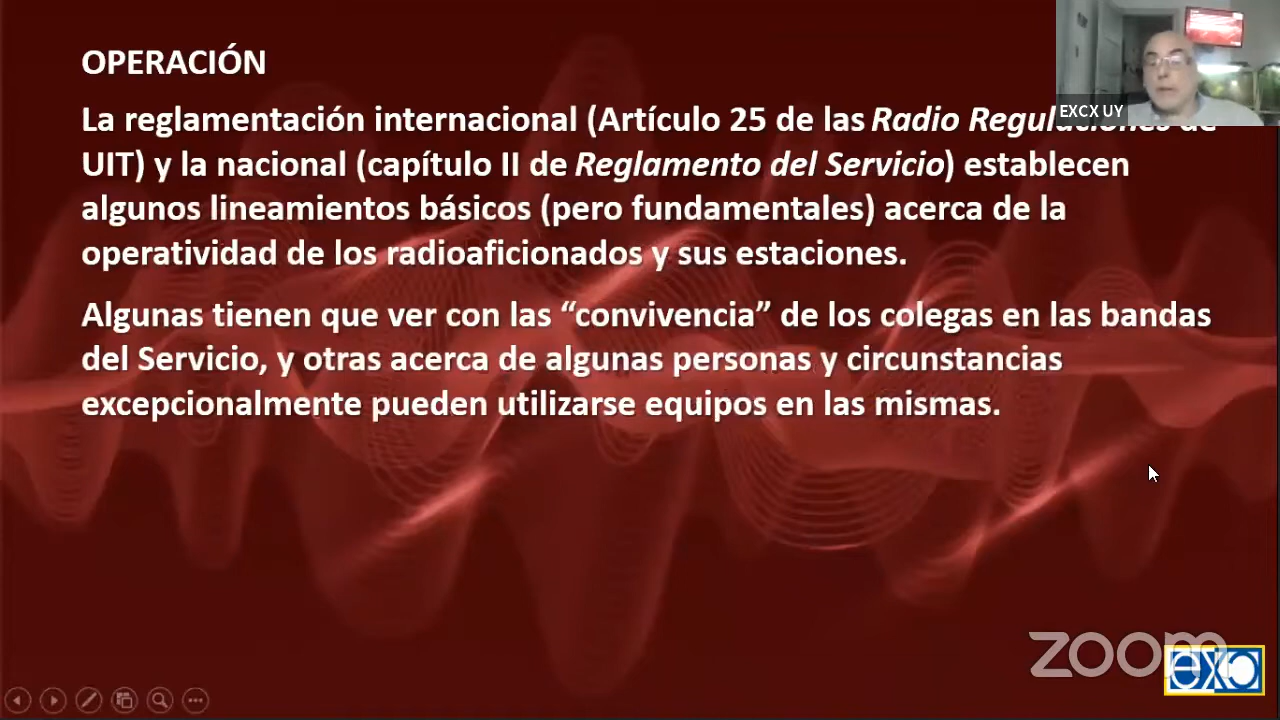 OPERACIÓN
La reglamentación internacional (Artículo 25 de las Radio Regulaciones de
UIT) y la nacional (capítulo II de Reglamento del Servicio) establecen
algunos lineamientos básicos (pero fundamentales) acerca de la
operatividad de los radioaficionados y sus estaciones.
Algunas tienen que ver con las “convivencia” de los colegas en las bandas
del Servicio, y otras acerca de algunas personas y circunstancias
excepcionalmente pueden utilizarse equipos en las mismas.
EXCX UY
zoom
exo